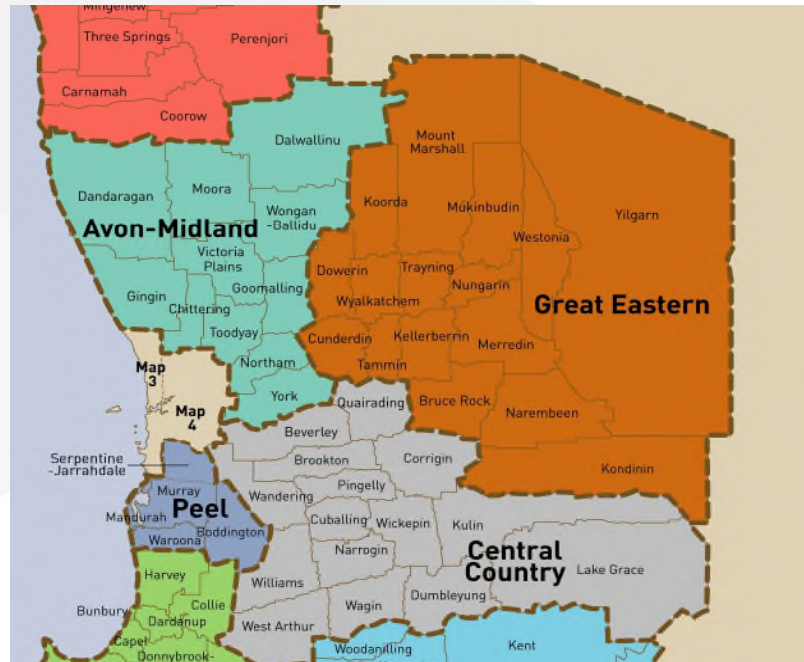 Mingenew
Three Springs
Perenjori
Carnamah
Coorow
Dalwallinu
Mount
Marshall
Dandaragan
Moora
Koorda
Mukinbudin
Yilgarn
Wongan
-Ballidu
Avon-Midland
Westonia
Victoria
Plains
Dowerin
Trayning
Nungarin
Gingin
Goomalling
Chittering
Wyalkatchem
Great Eastern
Toodyay
Cunderdin
Kellerberrin
Merredin
Northam
Tammin
Map
3
York
Quairading
Bruce Rock
Narembeen
Map
4
Beverley
Serpentine
-Jarrahdale
Brookton
Corrigin
Kondinin
Pingelly
Murray
Wandering
Peel
Mandurah
Cuballing
Wickepin
Kulin
Boddington
Waroona
Narrogin
Central
Country
Lake Grace
Harvey
Williams
Dumbleyung
Bunbury
Collie
Wagin
Dardanup
West Arthur
Capel
Donnybrook-
Woodanilling
Kent